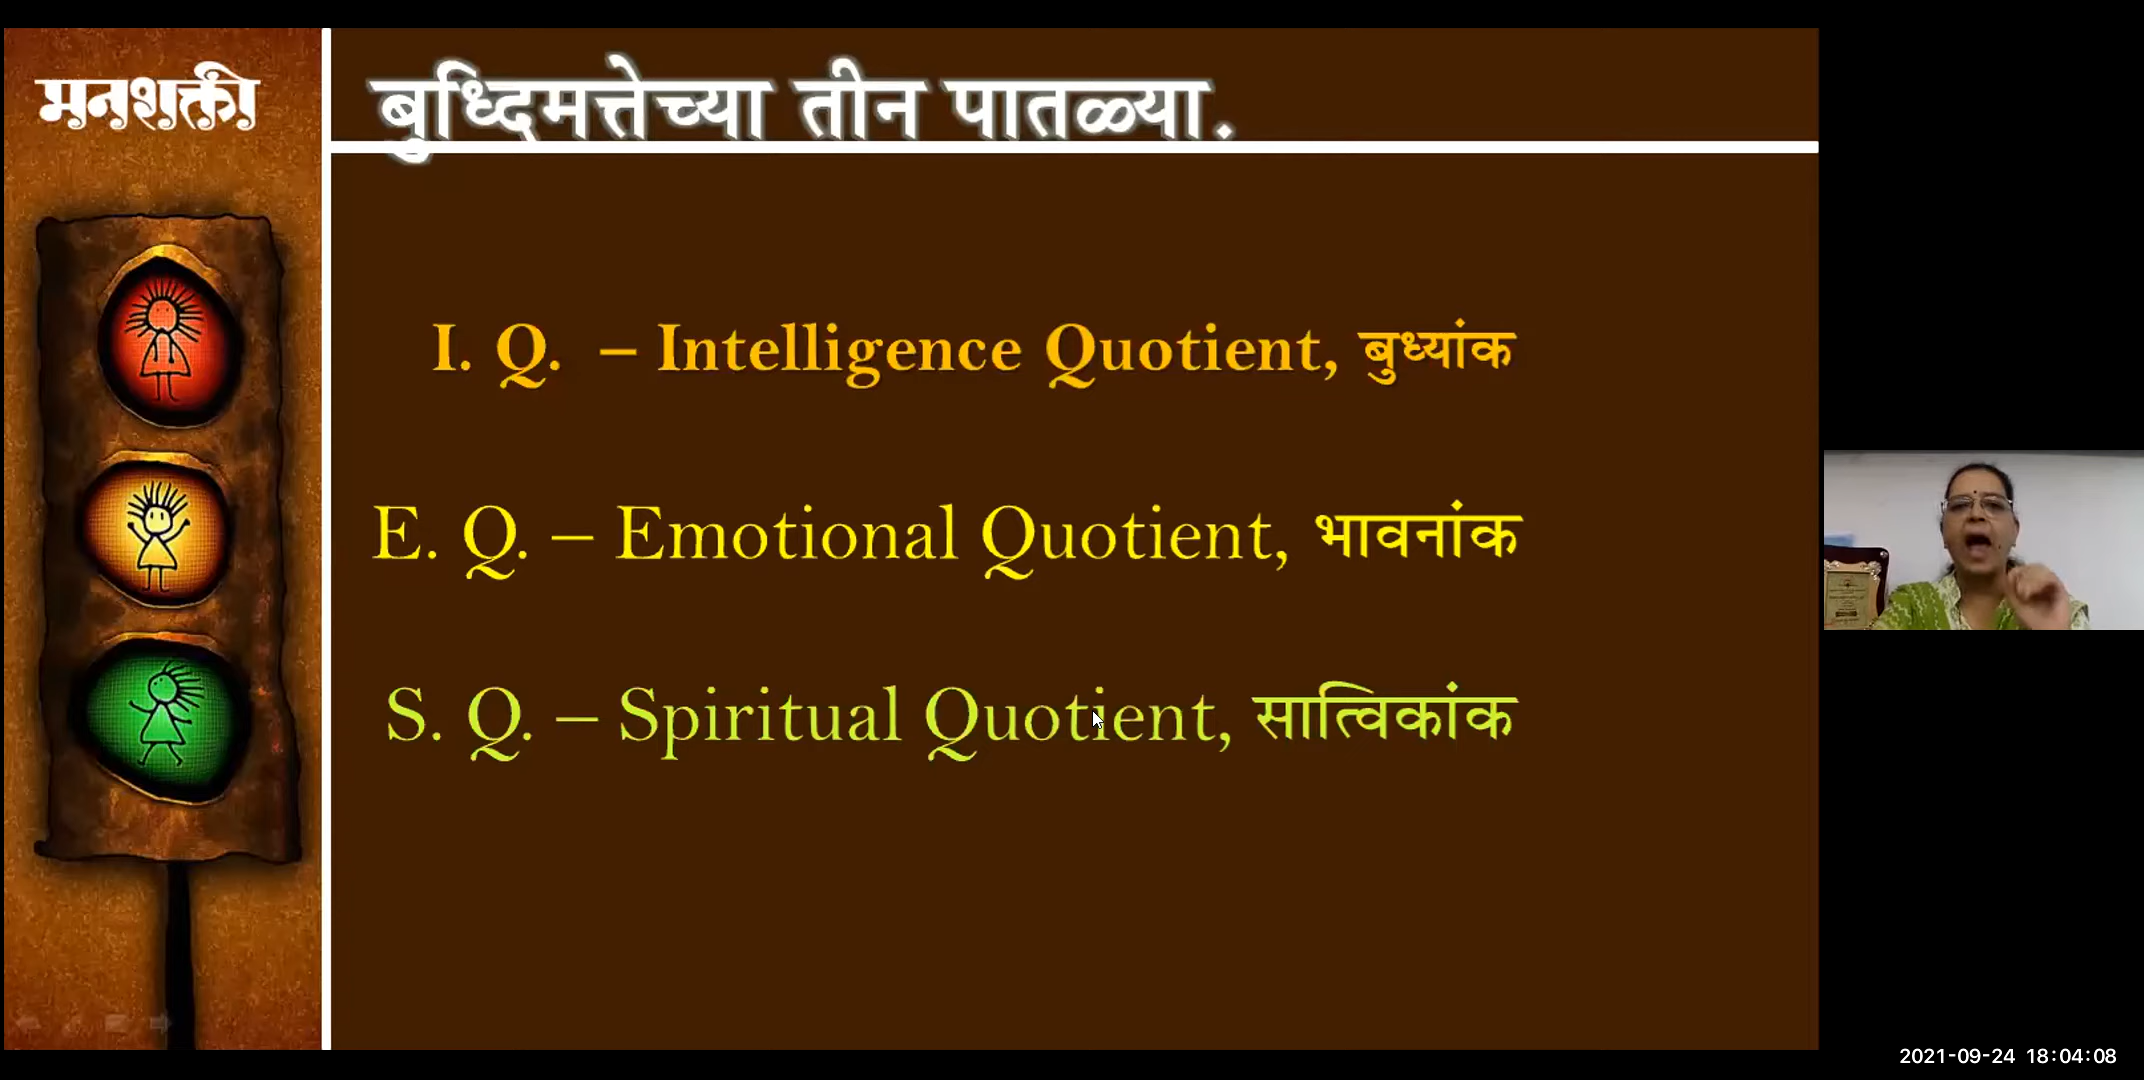 मनशक्ती
बुध्दिमत्तेच्या तीन पातळ्या.
I. Q. – Intelligence Quotient, बुध्यांक
E. Q. – Emotional Quotient, भावनांक
S. Q. – Spiritual Quotient, सात्विकांक
2021-09-24 18:04:08